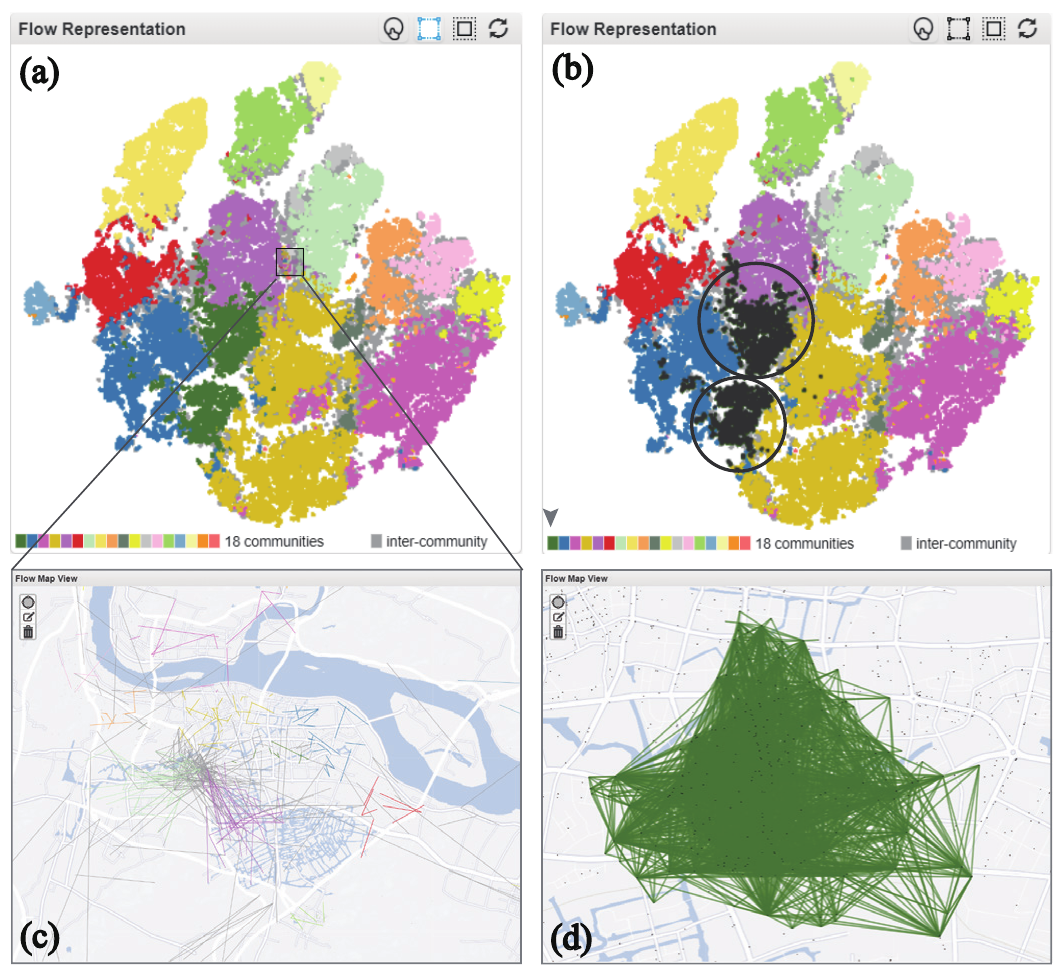 Flow Representation
(a)
18 communities
inter-community
Flow Representation
(b)
18 communities
inter-community
Flow Map View
(c)
Flow Map View
(d)